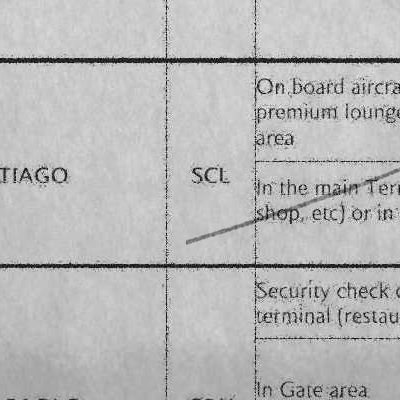 On board aircra
premium lounge
area
TIAGO
SCL
In the main Terr
shop, etc) or in
Security check
terminal (restau
In Gate area